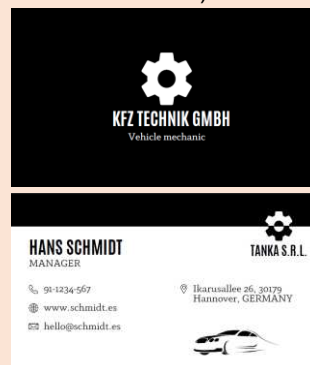 KFZ TECHNIK GMBH
Vehicle mechanic
HANS SCHMIDT
MANAGER
TANKA S.R.L.
91-1234-567
www.schmidt.es
hello@schmidt.es
Ikarusallee 26, 30179
Hannover, GERMANY